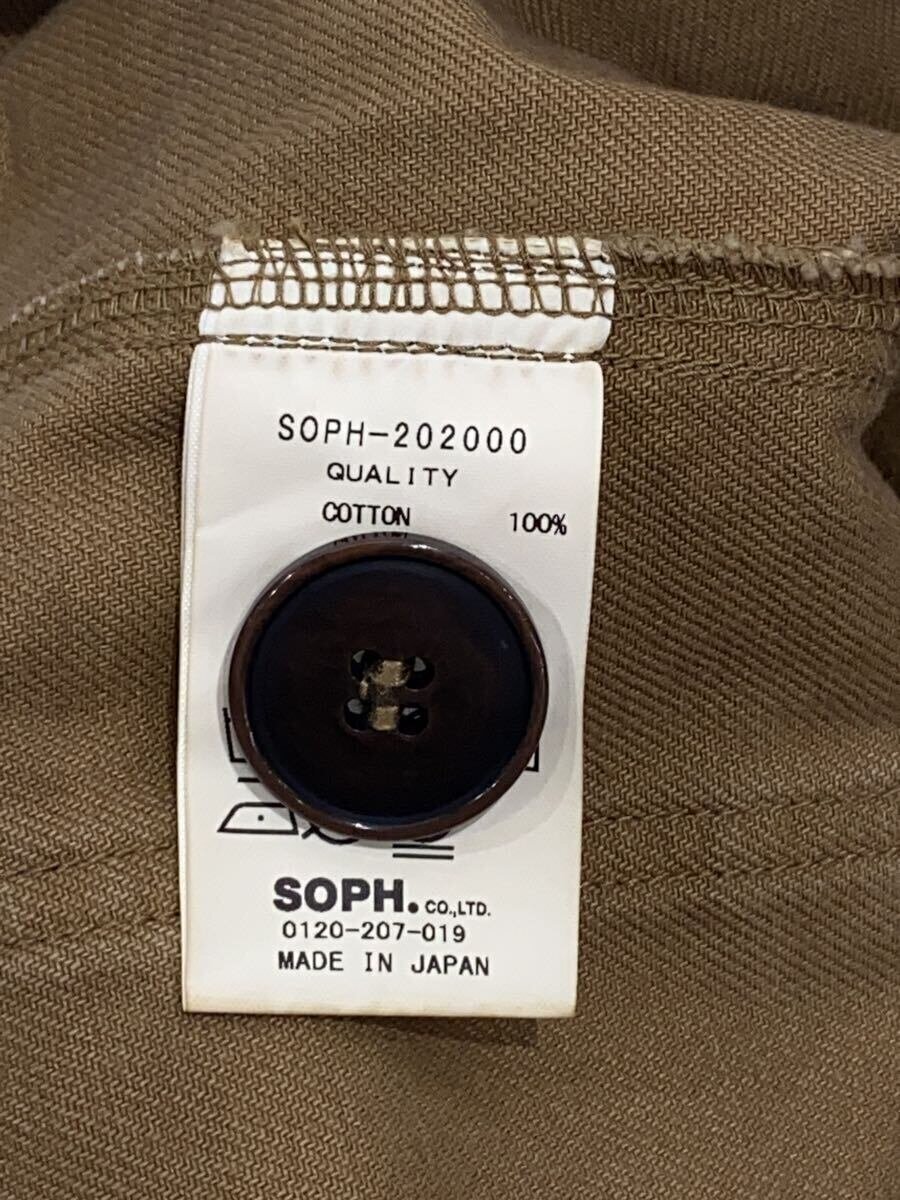 SOPH-202000
QUALITY
COTTON 100%
SOPH. CO.,LTD.
0120-207-019
MADE IN JAPAN